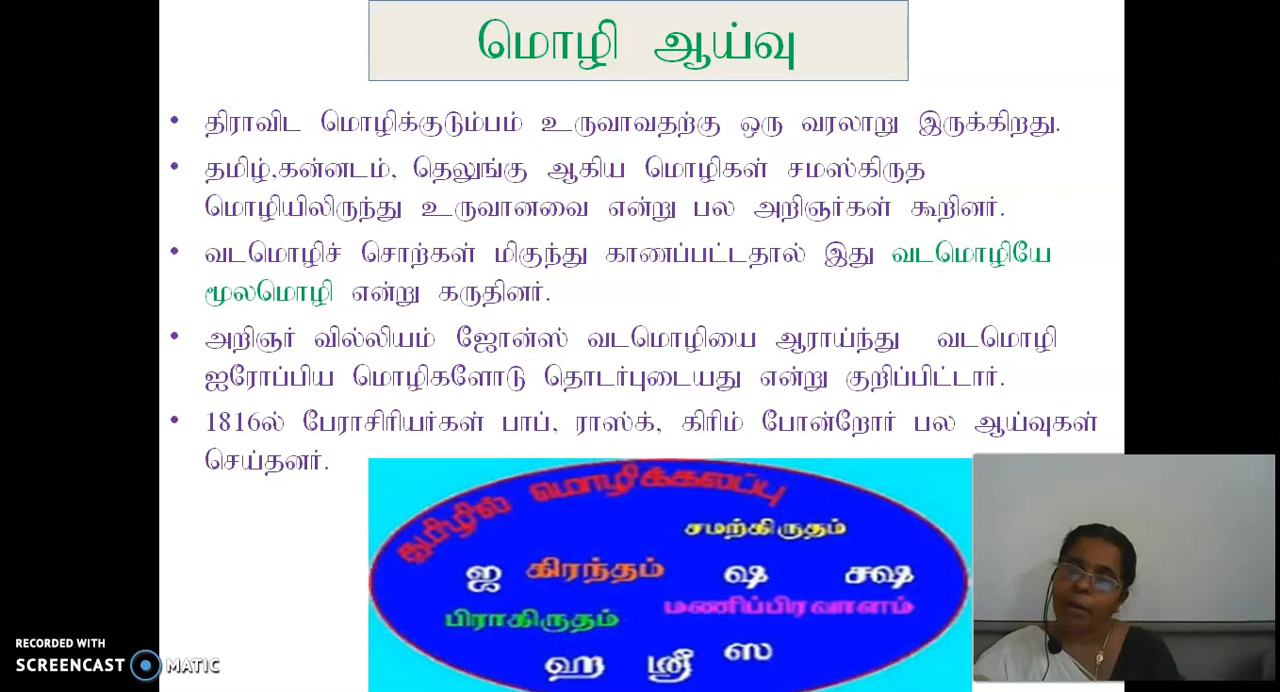 மொழி ஆய்வு
• திராவிட மொழிக்குடும்பம் உருவாவதற்கு ஒரு வரலாறு இருக்கிறது.
• தமிழ்,கன்னடம், தெலுங்கு ஆகிய மொழிகள் சமஸ்கிருத
மொழியிலிருந்து உருவானவை என்று பல அறிஞர்கள் கூறினர்.
• வடமொழிச் சொற்கள் மிகுந்து காணப்பட்டதால் இது வடமொழியே
மூலமொழி என்று கருதினர்.
• அறிஞர் வில்லியம் ஜோன்ஸ் வடமொழியை ஆராய்ந்து வடமொழி
ஐரோப்பிய மொழிகளோடு தொடர்புடையது என்று குறிப்பிட்டார்.
• 1816ல் பேராசிரியர்கள் பாப், ராஸ்க், கிரிம் போன்றோர் பல ஆய்வுகள்
செய்தனர்.
தமிழில் மொழிக்கலப்பு
சமற்கிருதம்
ஜ கிரந்தம் ஷ க்ஷ
பிராகிருதம் மணிப்பிரவாளம்
ஹ ஸ்ரீ ஸ
RECORDED WITH
SCREENCAST MATIC